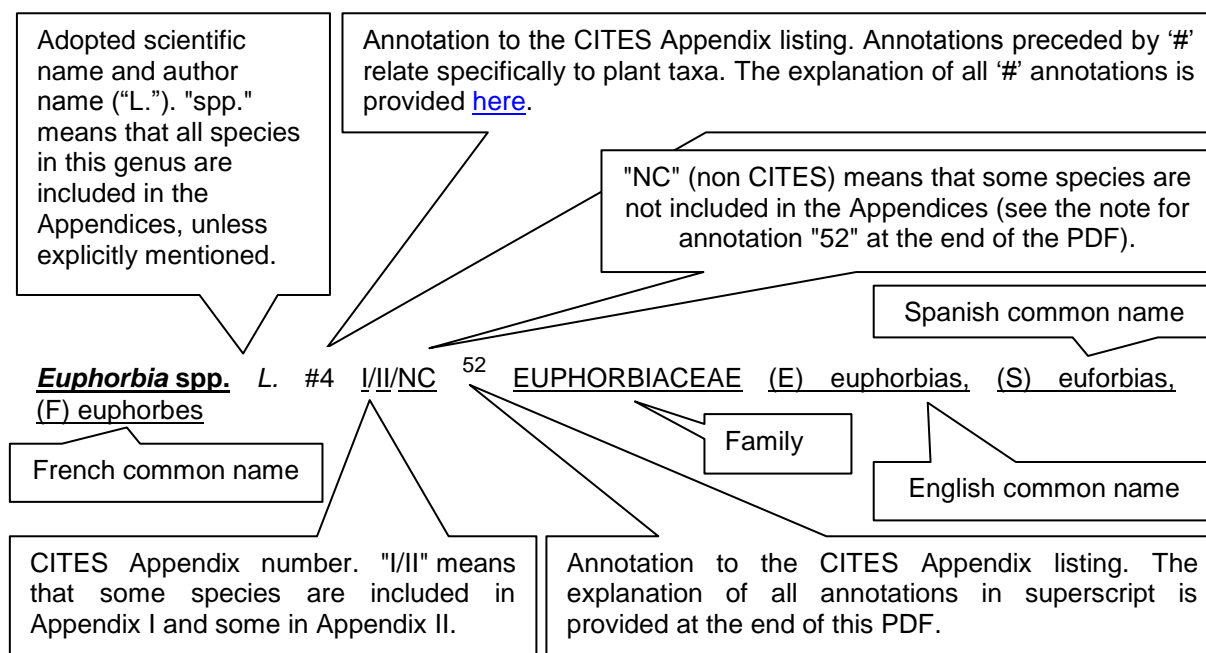 Adopted scientific
name and author
name (“L.”). "spp."
means that all species
in this genus are
included in the
Appendices, unless
explicitly mentioned.
Annotation to the CITES Appendix listing. Annotations preceded by ‘#’
relate specifically to plant taxa. The explanation of all ‘#’ annotations is
provided here.
"NC" (non CITES) means that some species are
not included in the Appendices (see the note for
annotation "52" at the end of the PDF).
Spanish common name
Euphorbia spp. L. #4 I/II/NC 52 EUPHORBIACEAE (E) euphorbias, (S) euforbias,
(F) euphorbes
French common name
Family
English common name
CITES Appendix number. "I/II" means
that some species are included in
Appendix I and some in Appendix II.
Annotation to the CITES Appendix listing. The
explanation of all annotations in superscript is
provided at the end of this PDF.